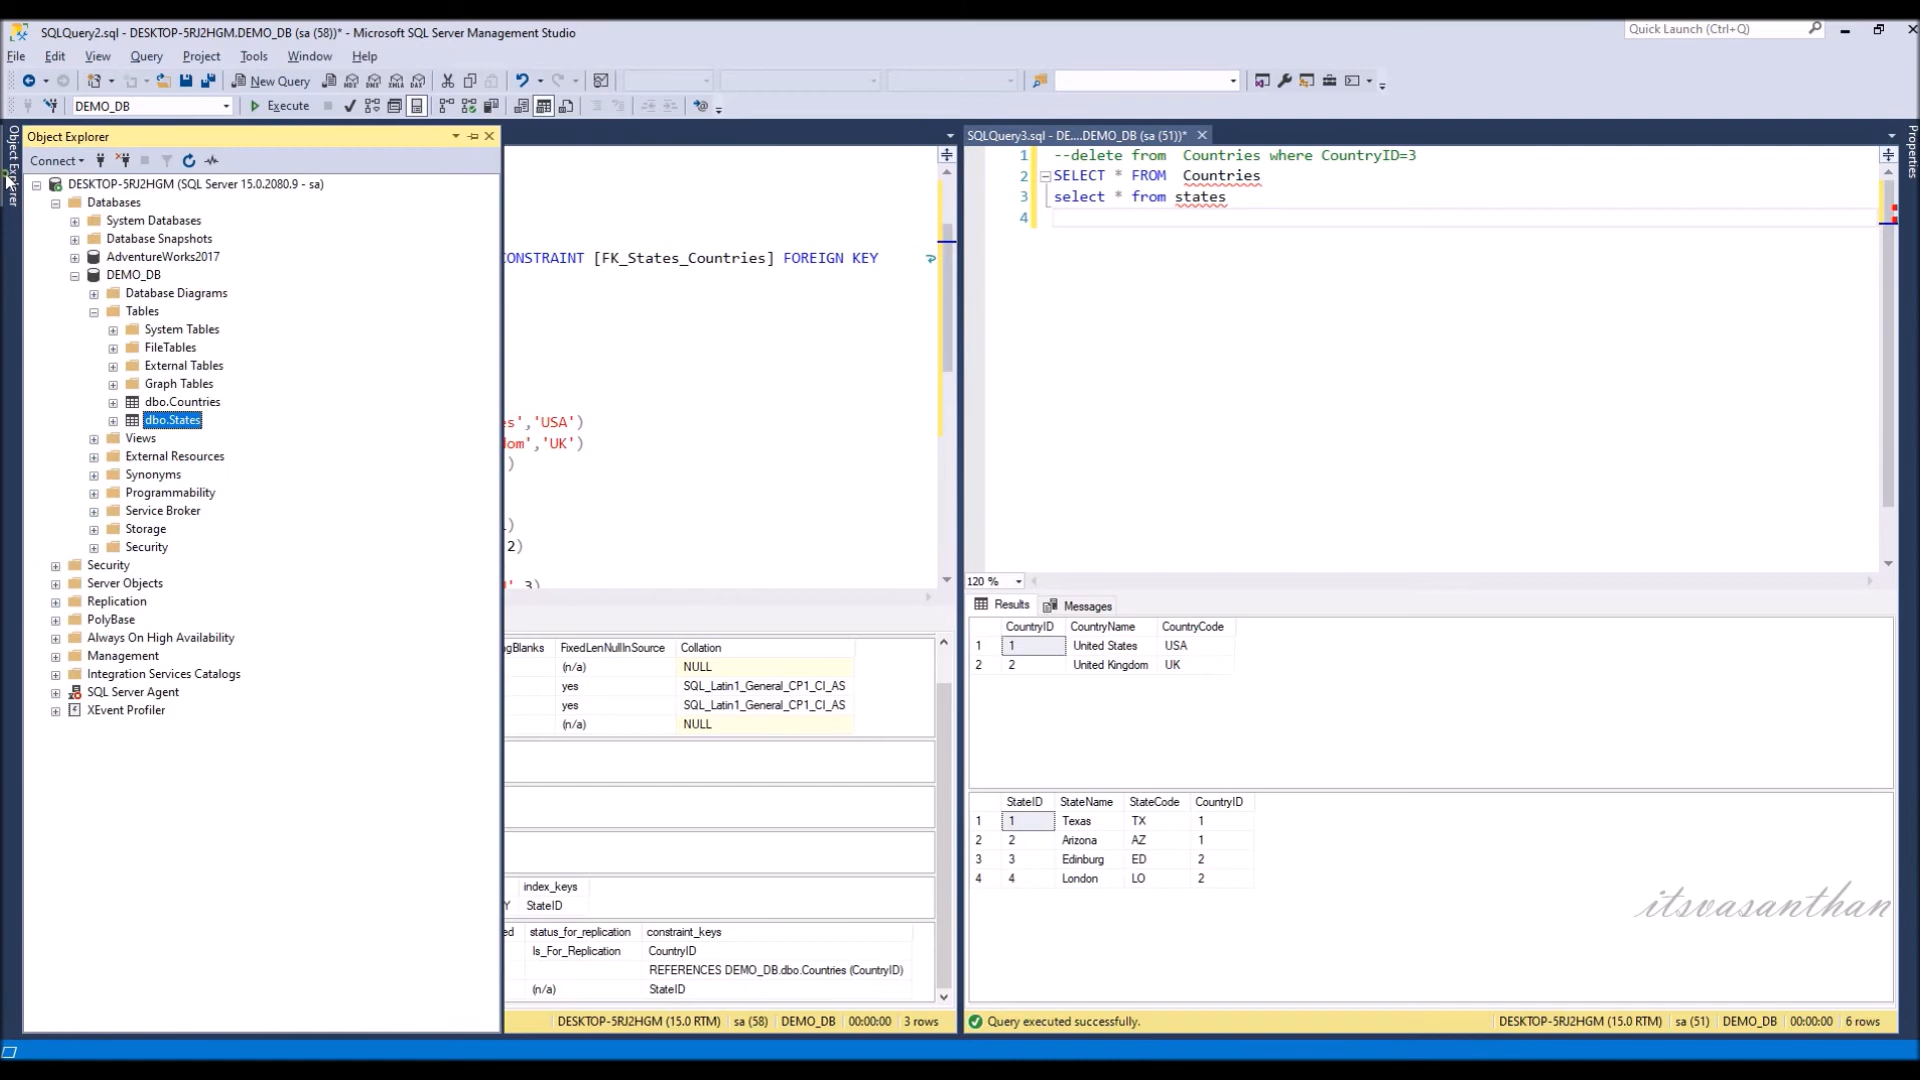 SQLQuery2.sql - DESKTOP-5RJ2HGM.DEMO_DB (sa (58))* - Microsoft SQL Server Management Studio
Quick Launch (Ctrl+Q)
File Edit View Query Project Tools Window Help
New Query
DEMO_DB
Execute
Object Explorer
Object Explorer
Connect
DESKTOP-5RJ2HGM (SQL Server 15.0.2080.9 - sa)
Databases
System Databases
Database Snapshots
AdventureWorks2017
DEMO_DB
Database Diagrams
Tables
System Tables
FileTables
External Tables
Graph Tables
dbo.Countries
dbo.States
Views
External Resources
Synonyms
Programmability
Service Broker
Storage
Security
Security
Server Objects
Replication
PolyBase
Always On High Availability
Management
Integration Services Catalogs
SQL Server Agent
XEvent Profiler
CONSTRAINT [FK_States_Countries] FOREIGN KEY
es','USA')
dom','UK')
)
)
2)
3)
FixedLenNullInSource Collation
(n/a) NULL
yes SQL_Latin1_General_CP1_CI_AS
yes SQL_Latin1_General_CP1_CI_AS
(n/a) NULL
index_keys
StateID
status_for_replication constraint_keys
Is_For_Replication CountryID
REFERENCES DEMO_DB.dbo.Countries (CountryID)
(n/a) StateID
DESKTOP-5RJ2HGM (15.0 RTM) sa (58) DEMO_DB 00:00:00 3 rows
SQLQuery3.sql - DE....DEMO_DB (sa (51))*
Properties
1 --delete from Countries where CountryID=3
2 SELECT * FROM Countries
3 select * from states
4
120 %
Results Messages
CountryID CountryName CountryCode
1 1 United States USA
2 2 United Kingdom UK
StateID StateName StateCode CountryID
1 1 Texas TX 1
2 2 Arizona AZ 1
3 3 Edinburg ED 2
4 4 London LO 2
itsvasanthan
Query executed successfully.
DESKTOP-5RJ2HGM (15.0 RTM) sa (51) DEMO_DB 00:00:00 6 rows